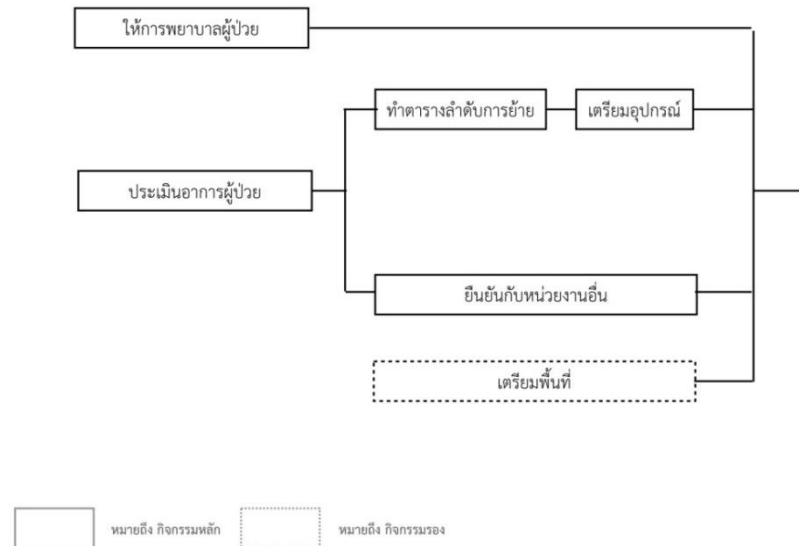 ให้การพยาบาลผู้ป่วย
ทำตารางลำดับการย้าย
เตรียมอุปกรณ์
ประเมินอาการผู้ป่วย
ยืนยันกับหน่วยงานอื่น
เตรียมพื้นที่
หมายถึง กิจกรรมหลัก
หมายถึง กิจกรรมรอง